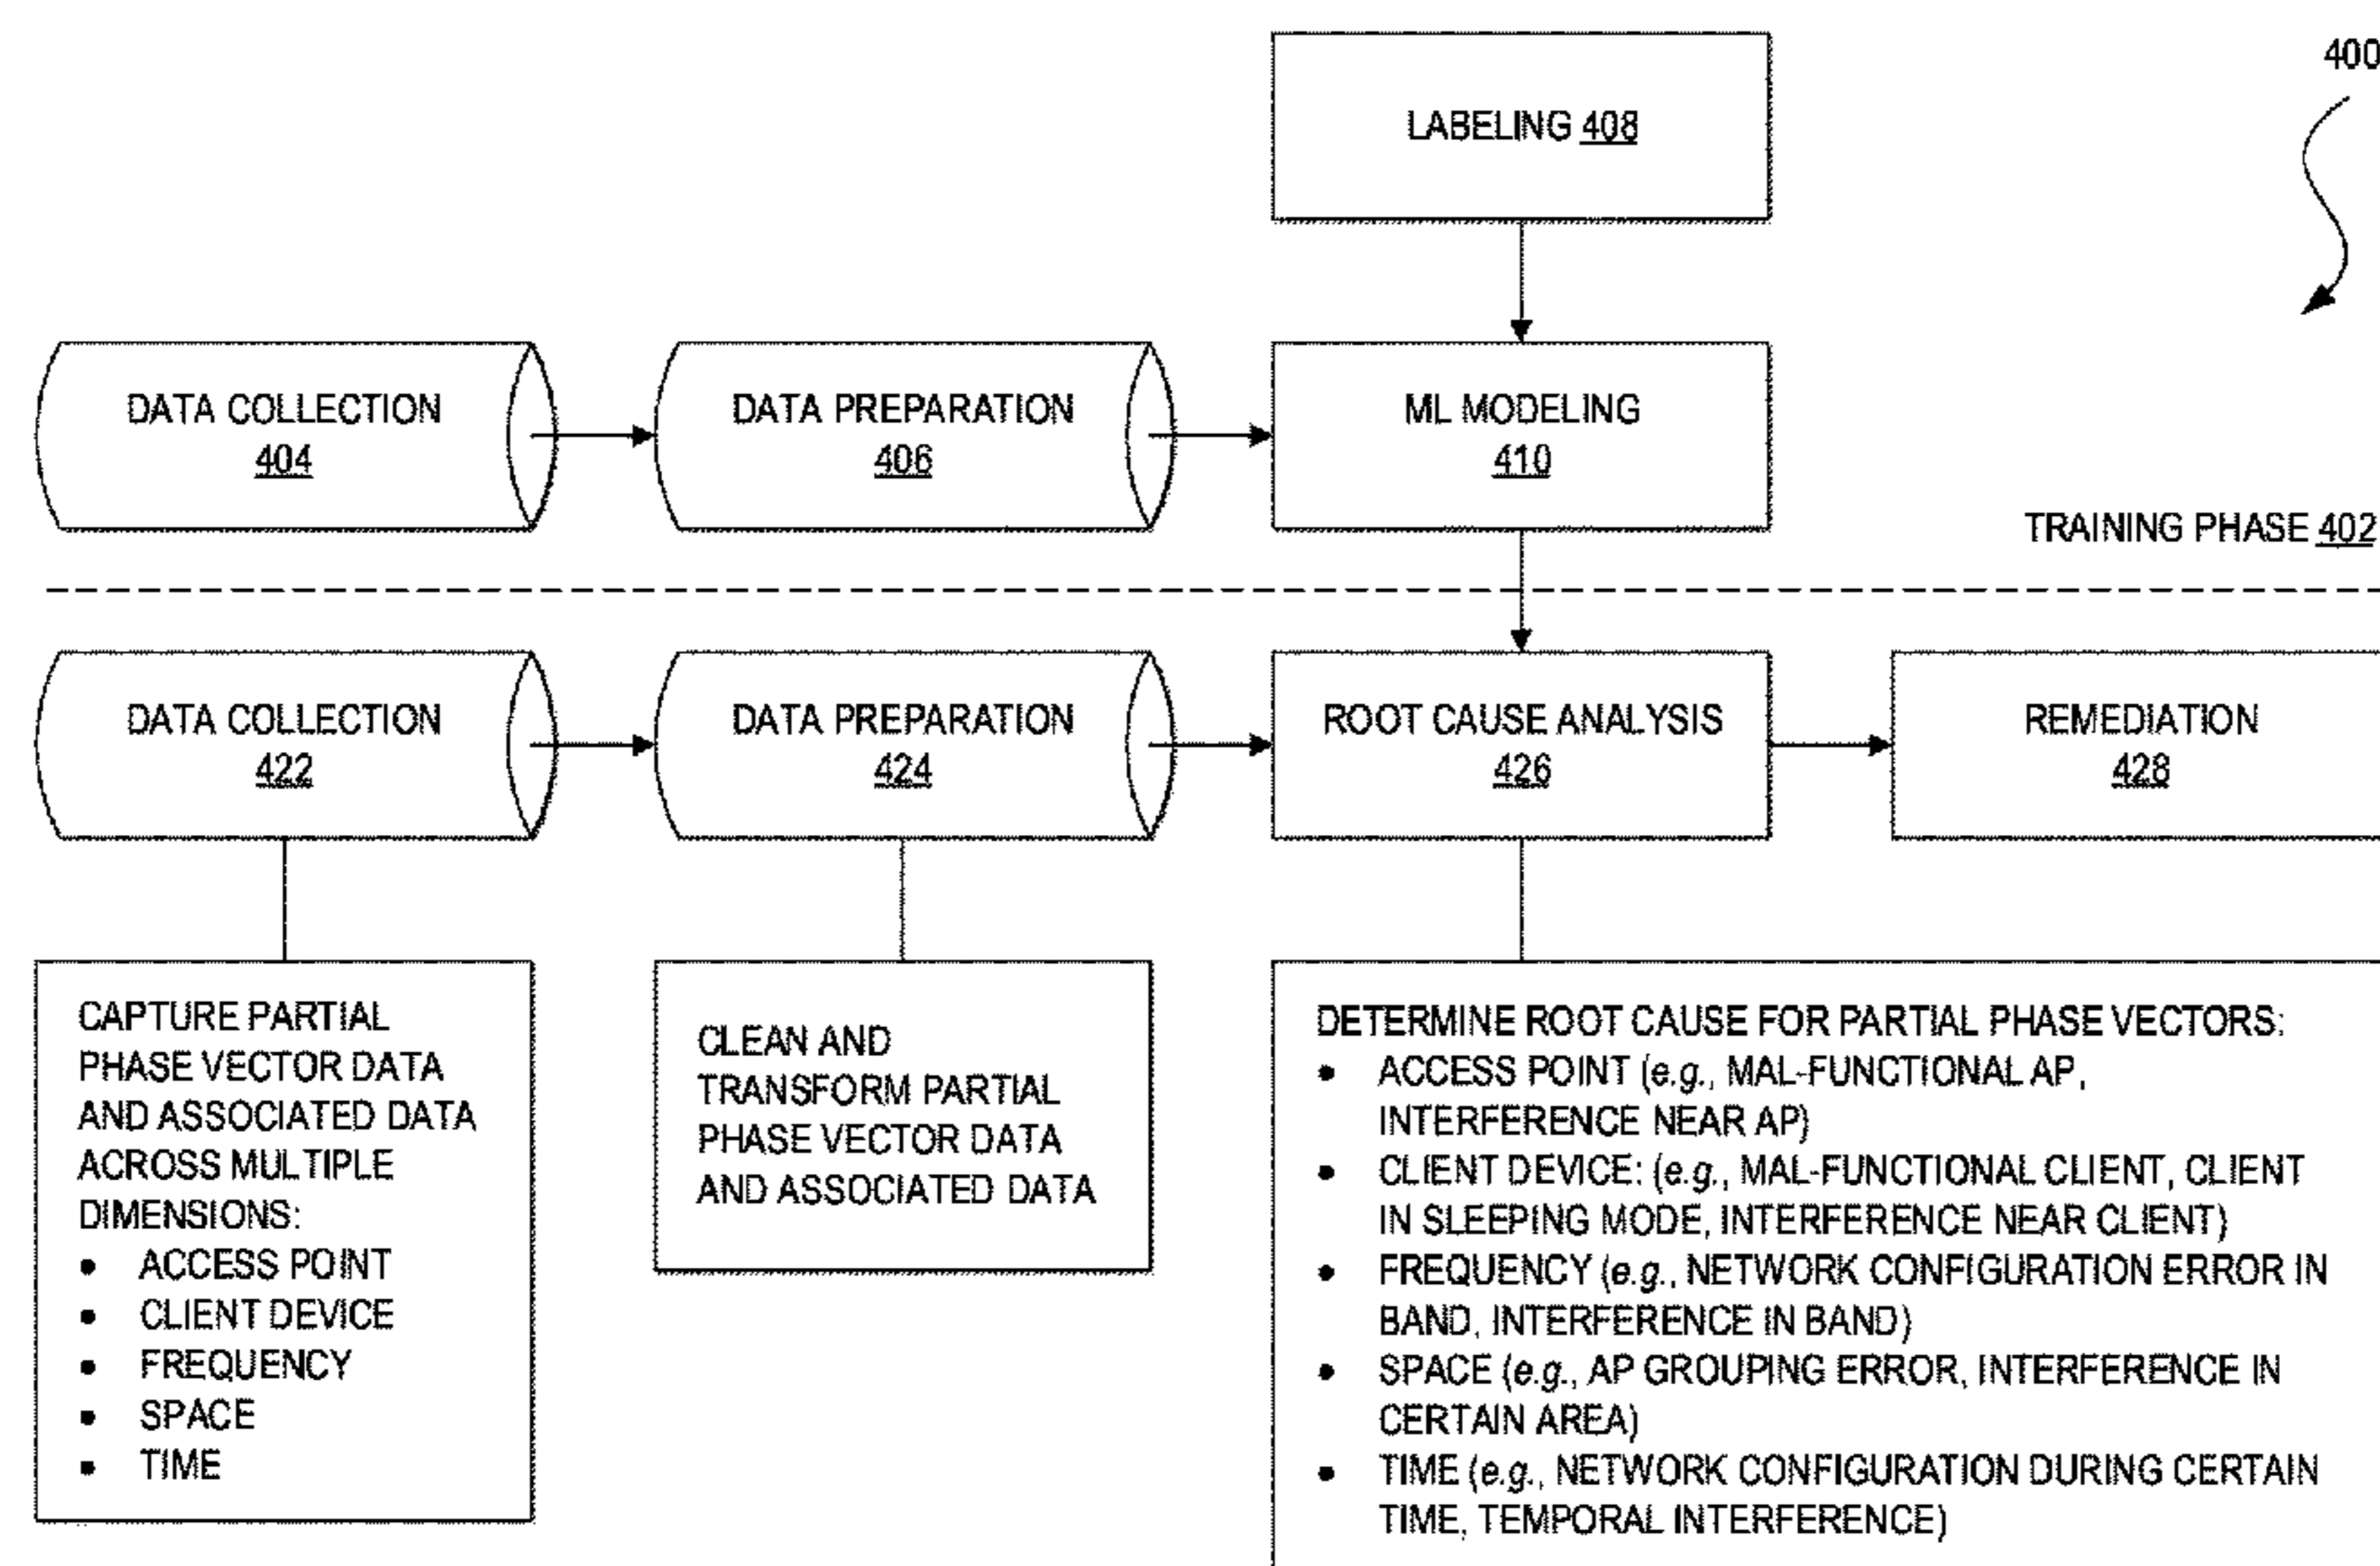 400
LABELING 408
DATA COLLECTION
404
DATA PREPARATION
406
ML MODELING
410
TRAINING PHASE 402
DATA COLLECTION
422
DATA PREPARATION
424
ROOT CAUSE ANALYSIS
426
REMEDIATION
428
CAPTURE PARTIAL
PHASE VECTOR DATA
AND ASSOCIATED DATA
ACROSS MULTIPLE
DIMENSIONS:
• ACCESS POINT
• CLIENT DEVICE
• FREQUENCY
• SPACE
• TIME
CLEAN AND
TRANSFORM PARTIAL
PHASE VECTOR DATA
AND ASSOCIATED DATA
DETERMINE ROOT CAUSE FOR PARTIAL PHASE VECTORS:
• ACCESS POINT (e.g., MAL-FUNCTIONAL AP,
INTERFERENCE NEAR AP)
• CLIENT DEVICE: (e.g., MAL-FUNCTIONAL CLIENT, CLIENT
IN SLEEPING MODE, INTERFERENCE NEAR CLIENT)
• FREQUENCY (e.g., NETWORK CONFIGURATION ERROR IN
BAND, INTERFERENCE IN BAND)
• SPACE (e.g., AP GROUPING ERROR, INTERFERENCE IN
CERTAIN AREA)
• TIME (e.g., NETWORK CONFIGURATION DURING CERTAIN
TIME, TEMPORAL INTERFERENCE)